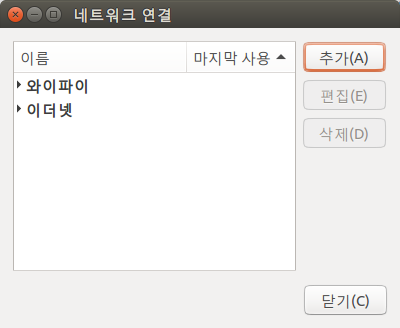 네트워크 연결
이름 마지막 사용
추가(A)
와이파이
편집(E)
이더넷
삭제(D)
닫기(C)